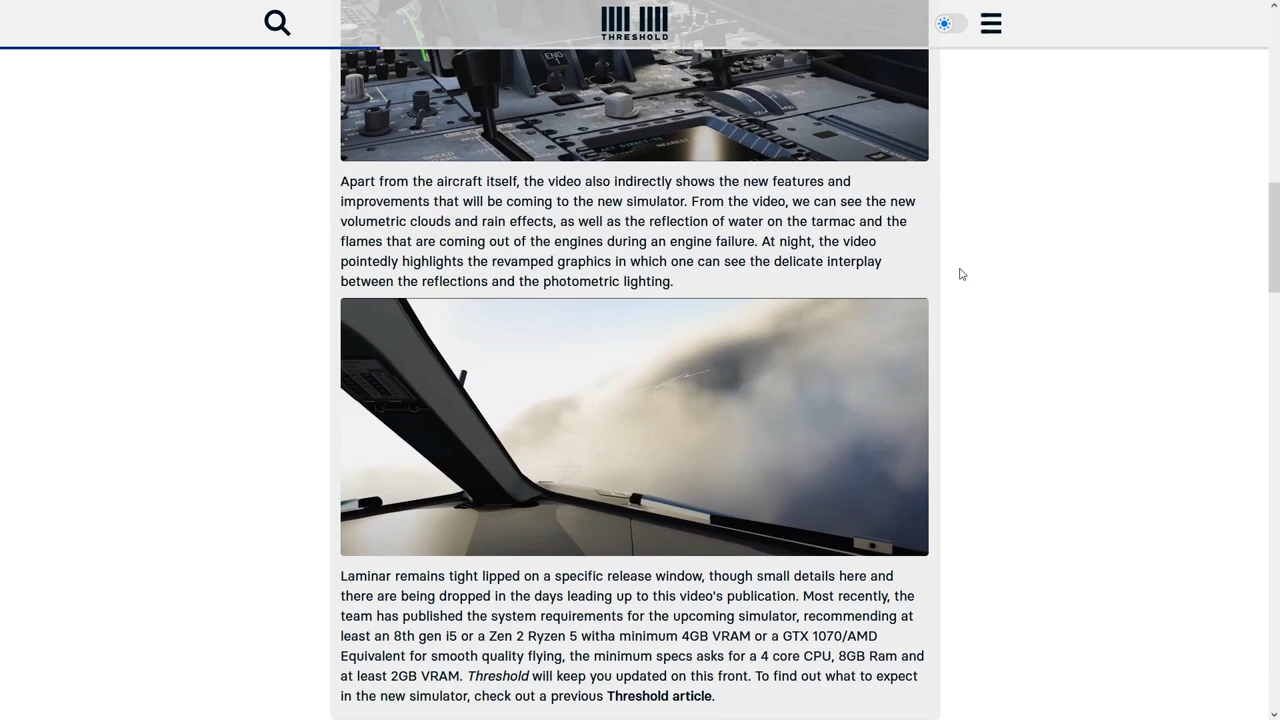 THRESHOLD
ENG
1
Apart from the aircraft itself, the video also indirectly shows the new features and
improvements that will be coming to the new simulator. From the video, we can see the new
volumetric clouds and rain effects, as well as the reflection of water on the tarmac and the
flames that are coming out of the engines during an engine failure. At night, the video
pointedly highlights the revamped graphics in which one can see the delicate interplay
between the reflections and the photometric lighting.
Laminar remains tight lipped on a specific release window, though small details here and
there are being dropped in the days leading up to this video's publication. Most recently, the
team has published the system requirements for the upcoming simulator, recommending at
least an 8th gen i5 or a Zen 2 Ryzen 5 witha minimum 4GB VRAM or a GTX 1070/AMD
Equivalent for smooth quality flying, the minimum specs asks for a 4 core CPU, 8GB Ram and
at least 2GB VRAM. Threshold will keep you updated on this front. To find out what to expect
in the new simulator, check out a previous Threshold article.